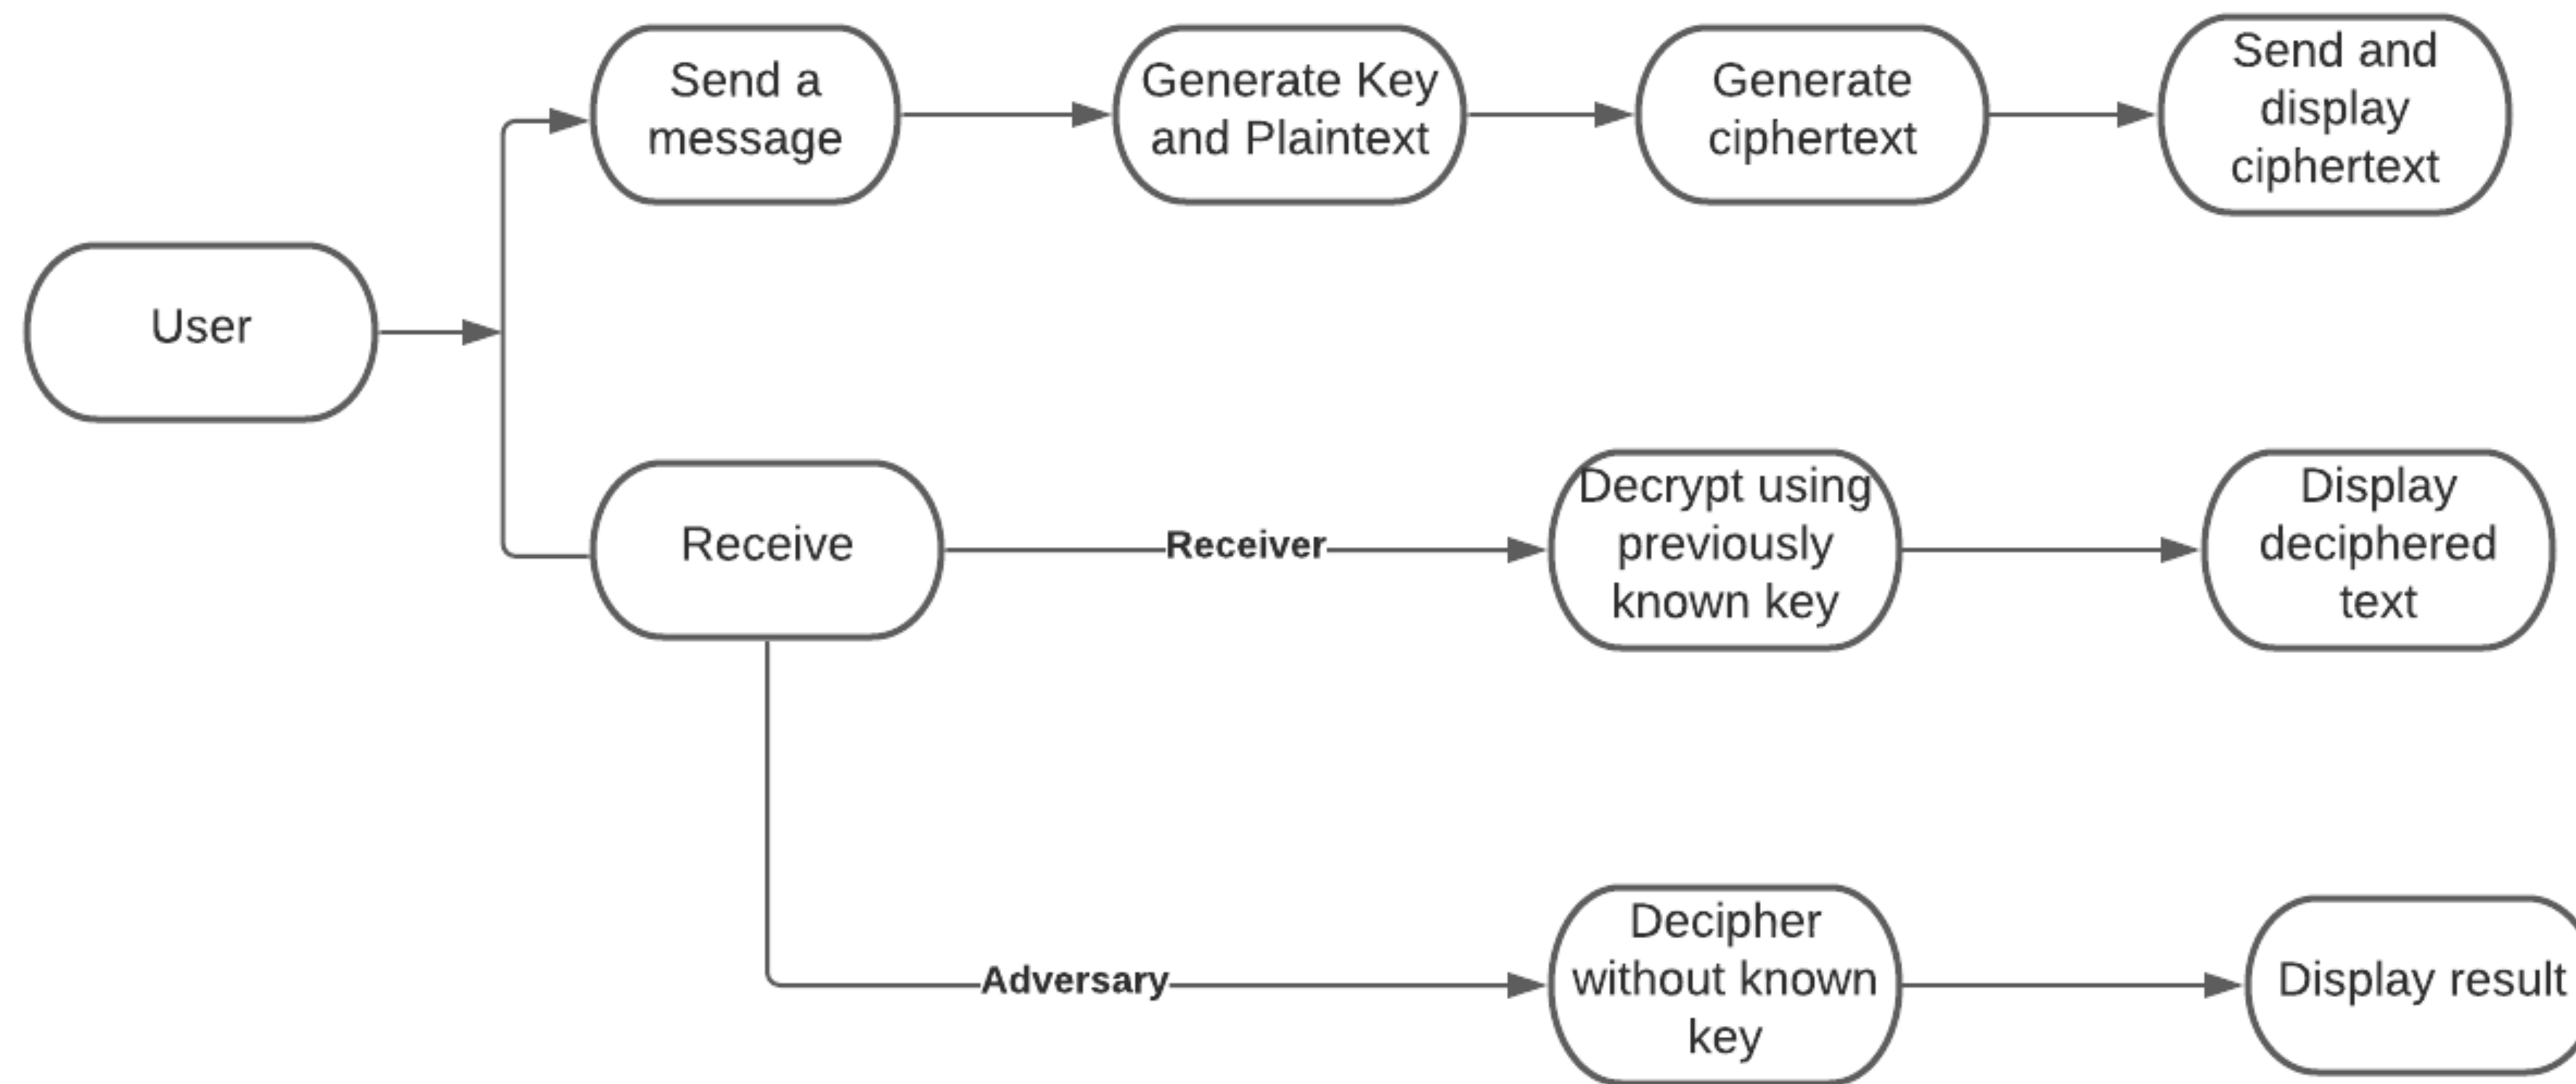 Send a
message
Generate Key
and Plaintext
Generate
ciphertext
Send and
display
ciphertext
User
Receive
Receiver
Decrypt using
previously
known key
Display
deciphered
text
Adversary
Decipher
without known
key
Display result